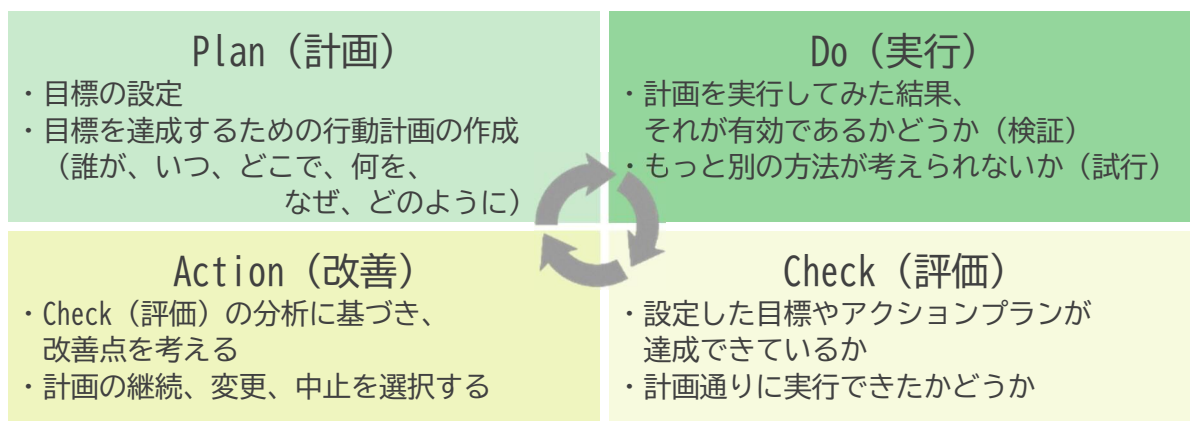 Plan（計画）
・目標の設定
・目標を達成するための行動計画の作成
（誰が、いつ、どこで、何を、
なぜ、どのように）
Do（実行）
・計画を実行してみた結果、
それが有効であるかどうか（検証）
・もっと別の方法が考えられないか（試行）
Action（改善）
・Check（評価）の分析に基づき、
改善点を考える
・計画の継続、変更、中止を選択する
Check（評価）
・設定した目標やアクションプランが
達成できているか
・計画通りに実行できたかどうか